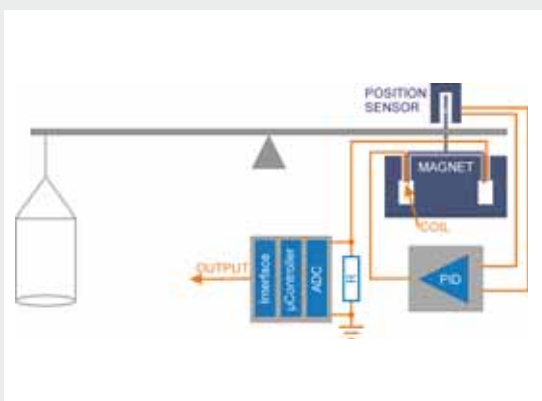 POSITION
SENSOR
MAGNET
COIL
PID
OUTPUT
Interface
µController
ADC
R